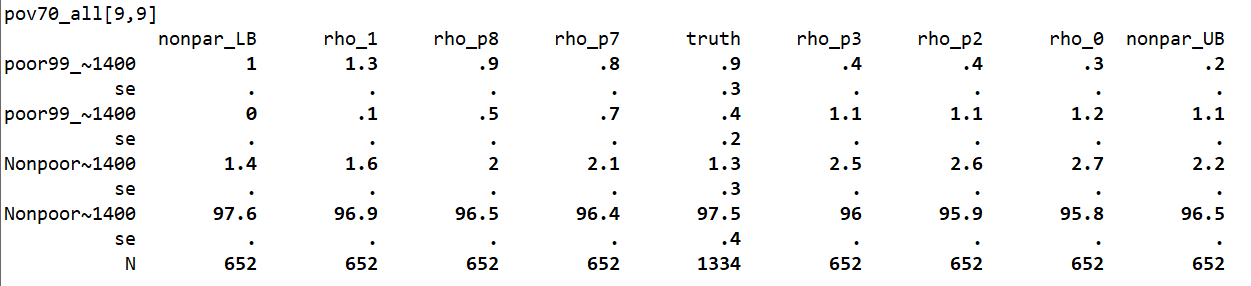 pov70_all[9,9]
nonpar_LB rho_1 rho_p8 rho_p7 truth rho_p3 rho_p2 rho_0 nonpar_UB
poor99_~1400 1 1.3 .9 .8 .9 .4 .4 .3 .2
se . . . . .3 . . . .
poor99_~1400 0 .1 .5 .7 .4 1.1 1.1 1.2 1.1
se . . . . .2 . . . .
Nonpoor~1400 1.4 1.6 2 2.1 1.3 2.5 2.6 2.7 2.2
se . . . . .3 . . . .
Nonpoor~1400 97.6 96.9 96.5 96.4 97.5 96 95.9 95.8 96.5
se . . . . .4 . . . .
N 652 652 652 652 1334 652 652 652 652